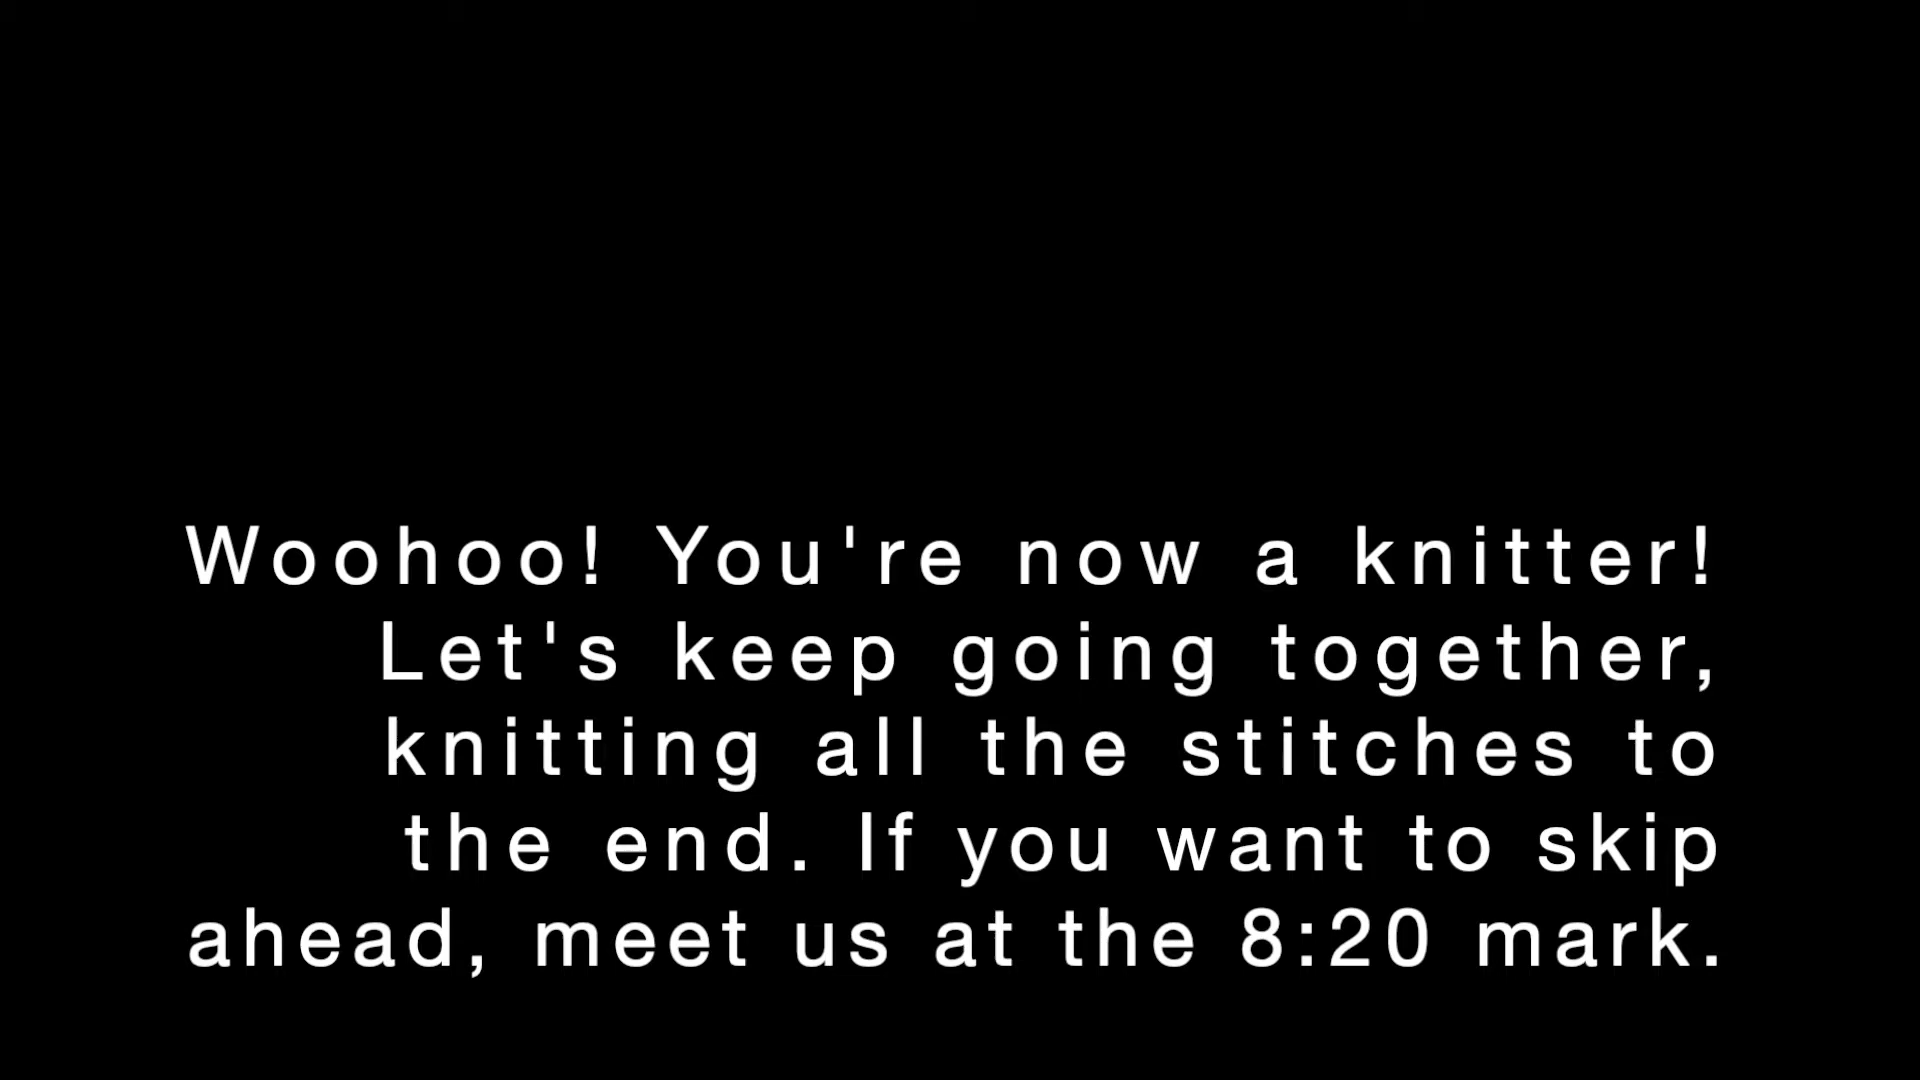 Woohoo! You're now a knitter!
Let's keep going together,
knitting all the stitches to
the end. If you want to skip
ahead, meet us at the 8:20 mark.